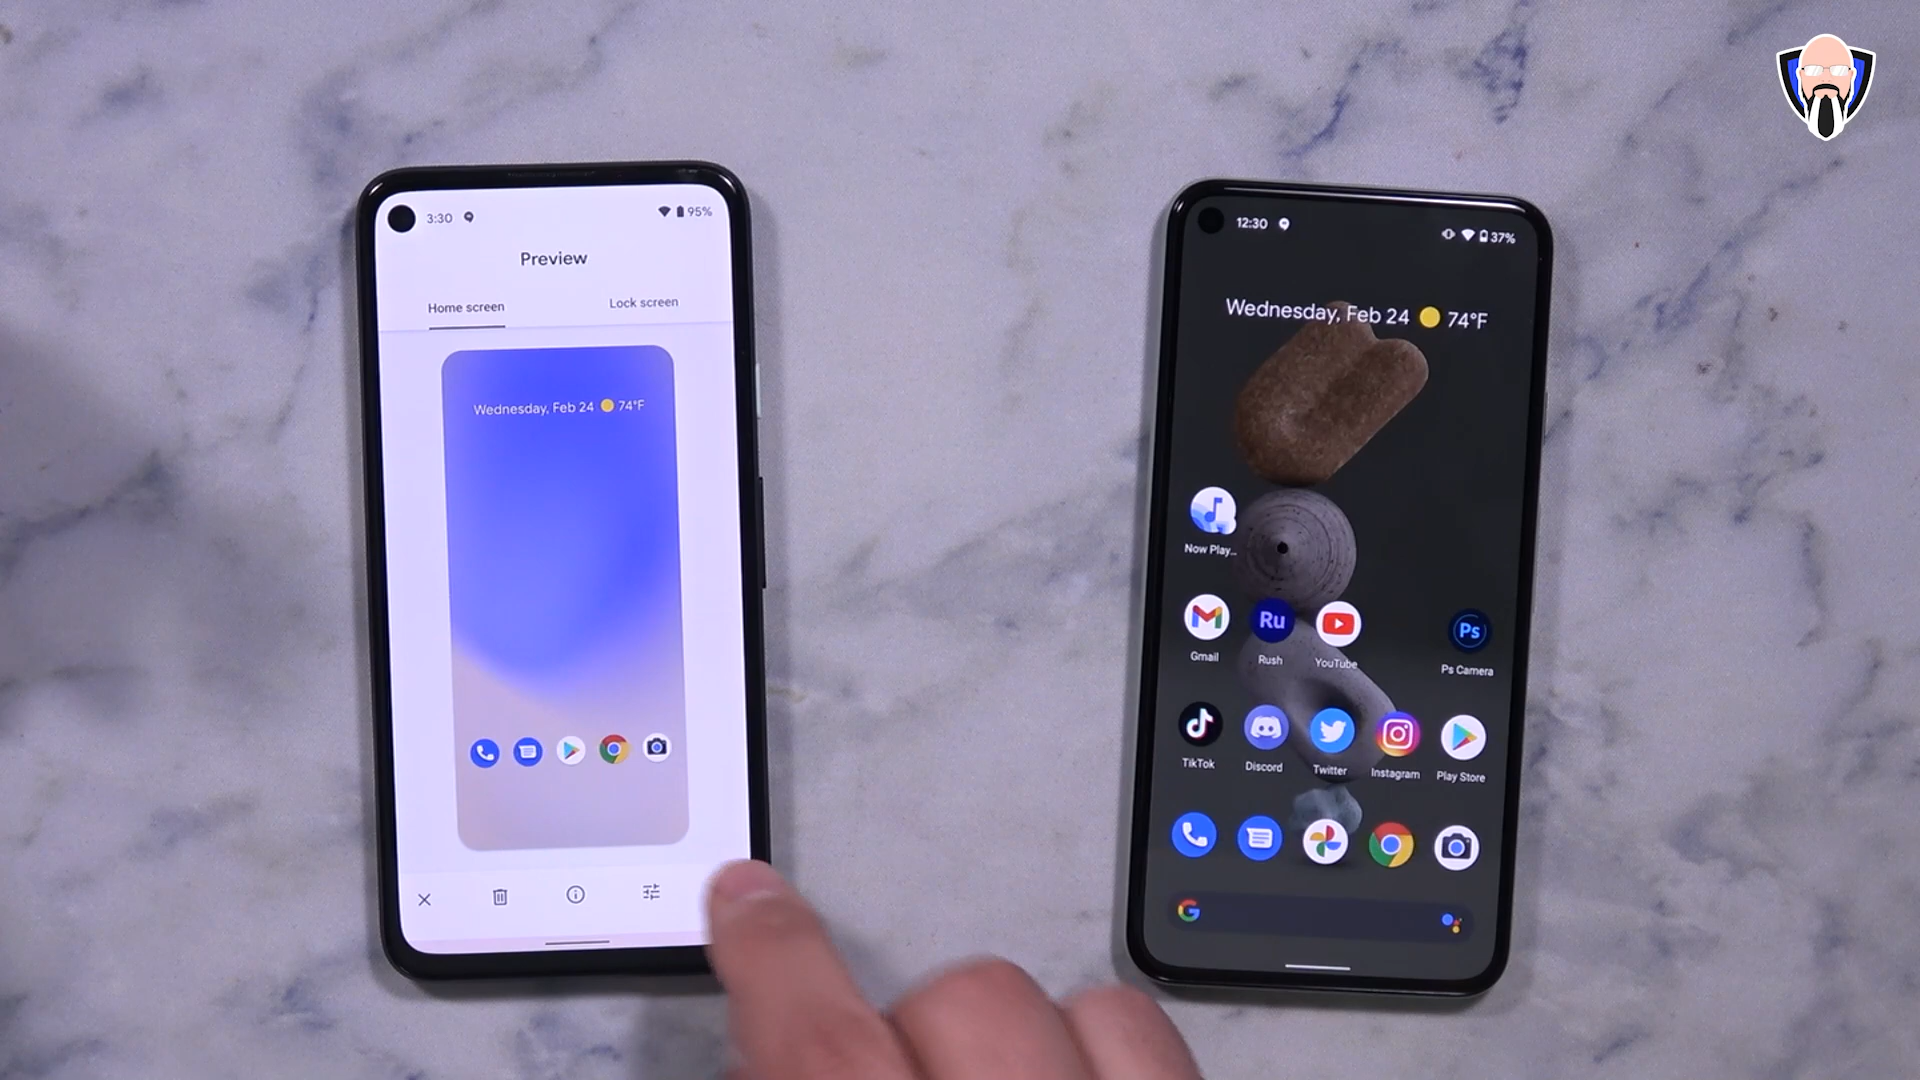 3:30
95%
Preview
Home screen
Lock screen
Wednesday, Feb 24 74°F
12:30
37%
Wednesday, Feb 24 74°F
Now Play...
Gmail
Ru
Rush
YouTube
Ps
Ps Camera
TikTok
Discord
Twitter
Instagram
Play Store
G